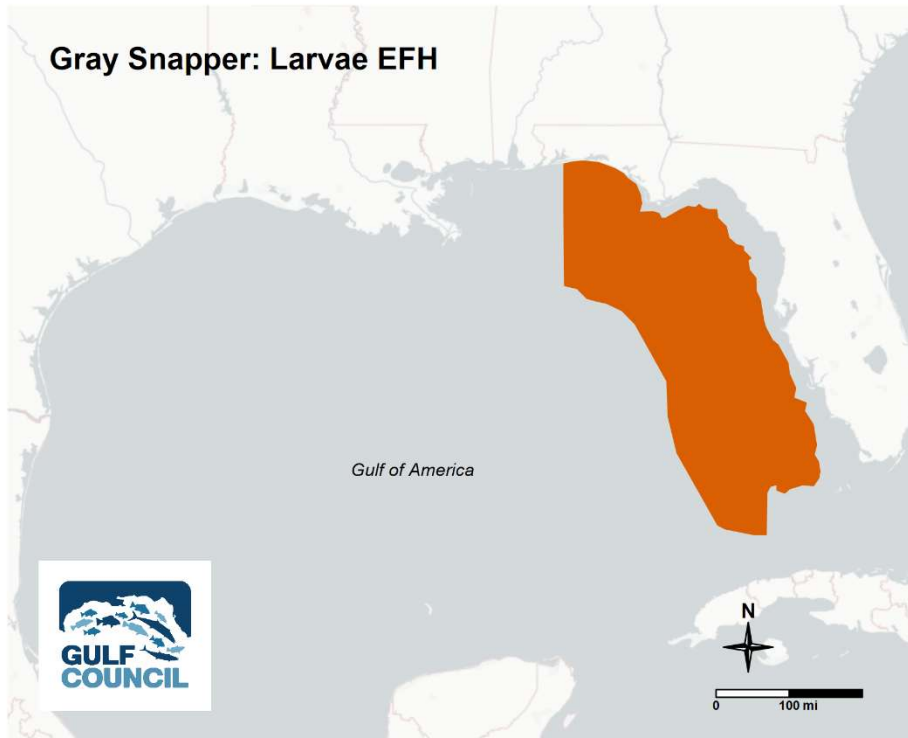 Gray Snapper: Larvae EFH
Gulf of America
GULF
COUNCIL
N
0 100 mi